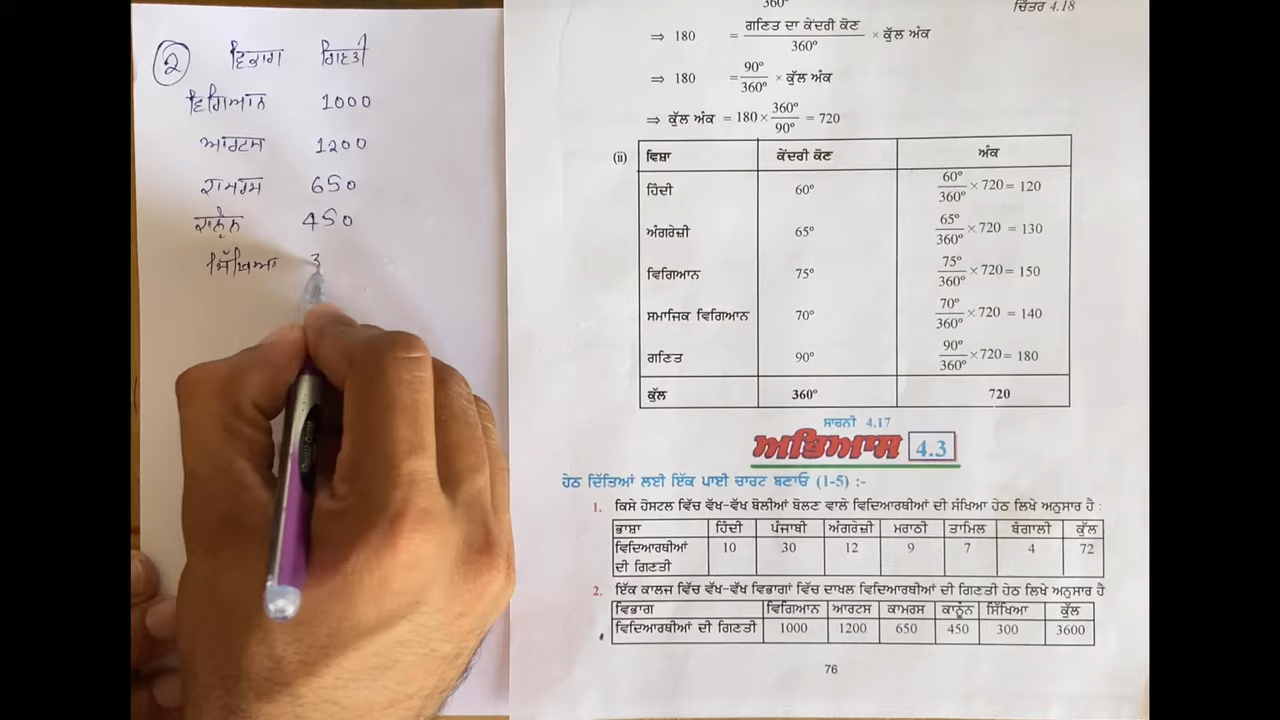 ੨ ਵਿਭਾਗ ਗਿਣਤੀ
ਵਿਗਿਆਨ 1000
ਆਰਟਸ 1200
ਕਾਮਰਸ 650
ਕਾਨੂੰਨ 450
ਸਿੱਖਿਆ 3
360°
ਚਿੱਤਰ 4.18
⇒ 180 = ਗਣਿਤ ਦਾ ਕੇਂਦਰੀ ਕੋਣ / 360° × ਕੁੱਲ ਅੰਕ
⇒ 180 = 90° / 360° × ਕੁੱਲ ਅੰਕ
⇒ ਕੁੱਲ ਅੰਕ = 180 × 360° / 90° = 720
(ii) ਵਿਸ਼ਾ ਕੇਂਦਰੀ ਕੋਣ ਅੰਕ
ਹਿੰਦੀ 60° 60° / 360° × 720 = 120
ਅੰਗਰੇਜ਼ੀ 65° 65° / 360° × 720 = 130
ਵਿਗਿਆਨ 75° 75° / 360° × 720 = 150
ਸਮਾਜਿਕ ਵਿਗਿਆਨ 70° 70° / 360° × 720 = 140
ਗਣਿਤ 90° 90° / 360° × 720 = 180
ਕੁੱਲ 360° 720
ਸਾਰਨੀ 4.17
ਅਭਿਆਸ 4.3
ਹੇਠ ਦਿੱਤਿਆਂ ਲਈ ਇੱਕ ਪਾਈ ਚਾਰਟ ਬਣਾਓ (1-5) :-
1. ਕਿਸੇ ਹੋਸਟਲ ਵਿੱਚ ਵੱਖ-ਵੱਖ ਬੋਲੀਆਂ ਬੋਲਣ ਵਾਲੇ ਵਿਦਿਆਰਥੀਆਂ ਦੀ ਸੰਖਿਆ ਹੇਠ ਲਿਖੇ ਅਨੁਸਾਰ ਹੈ :
ਭਾਸ਼ਾ ਹਿੰਦੀ ਪੰਜਾਬੀ ਅੰਗਰੇਜ਼ੀ ਮਰਾਠੀ ਤਾਮਿਲ ਬੰਗਾਲੀ ਕੁੱਲ
ਵਿਦਿਆਰਥੀਆਂ 10 30 12 9 7 4 72
ਦੀ ਗਿਣਤੀ
2. ਇੱਕ ਕਾਲਜ ਵਿੱਚ ਵੱਖ-ਵੱਖ ਵਿਭਾਗਾਂ ਵਿੱਚ ਦਾਖਲ ਵਿਦਿਆਰਥੀਆਂ ਦੀ ਗਿਣਤੀ ਹੇਠ ਲਿਖੇ ਅਨੁਸਾਰ ਹੈ
ਵਿਭਾਗ ਵਿਗਿਆਨ ਆਰਟਸ ਕਾਮਰਸ ਕਾਨੂੰਨ ਸਿੱਖਿਆ ਕੁੱਲ
ਵਿਦਿਆਰਥੀਆਂ ਦੀ ਗਿਣਤੀ 1000 1200 650 450 300 3600
76